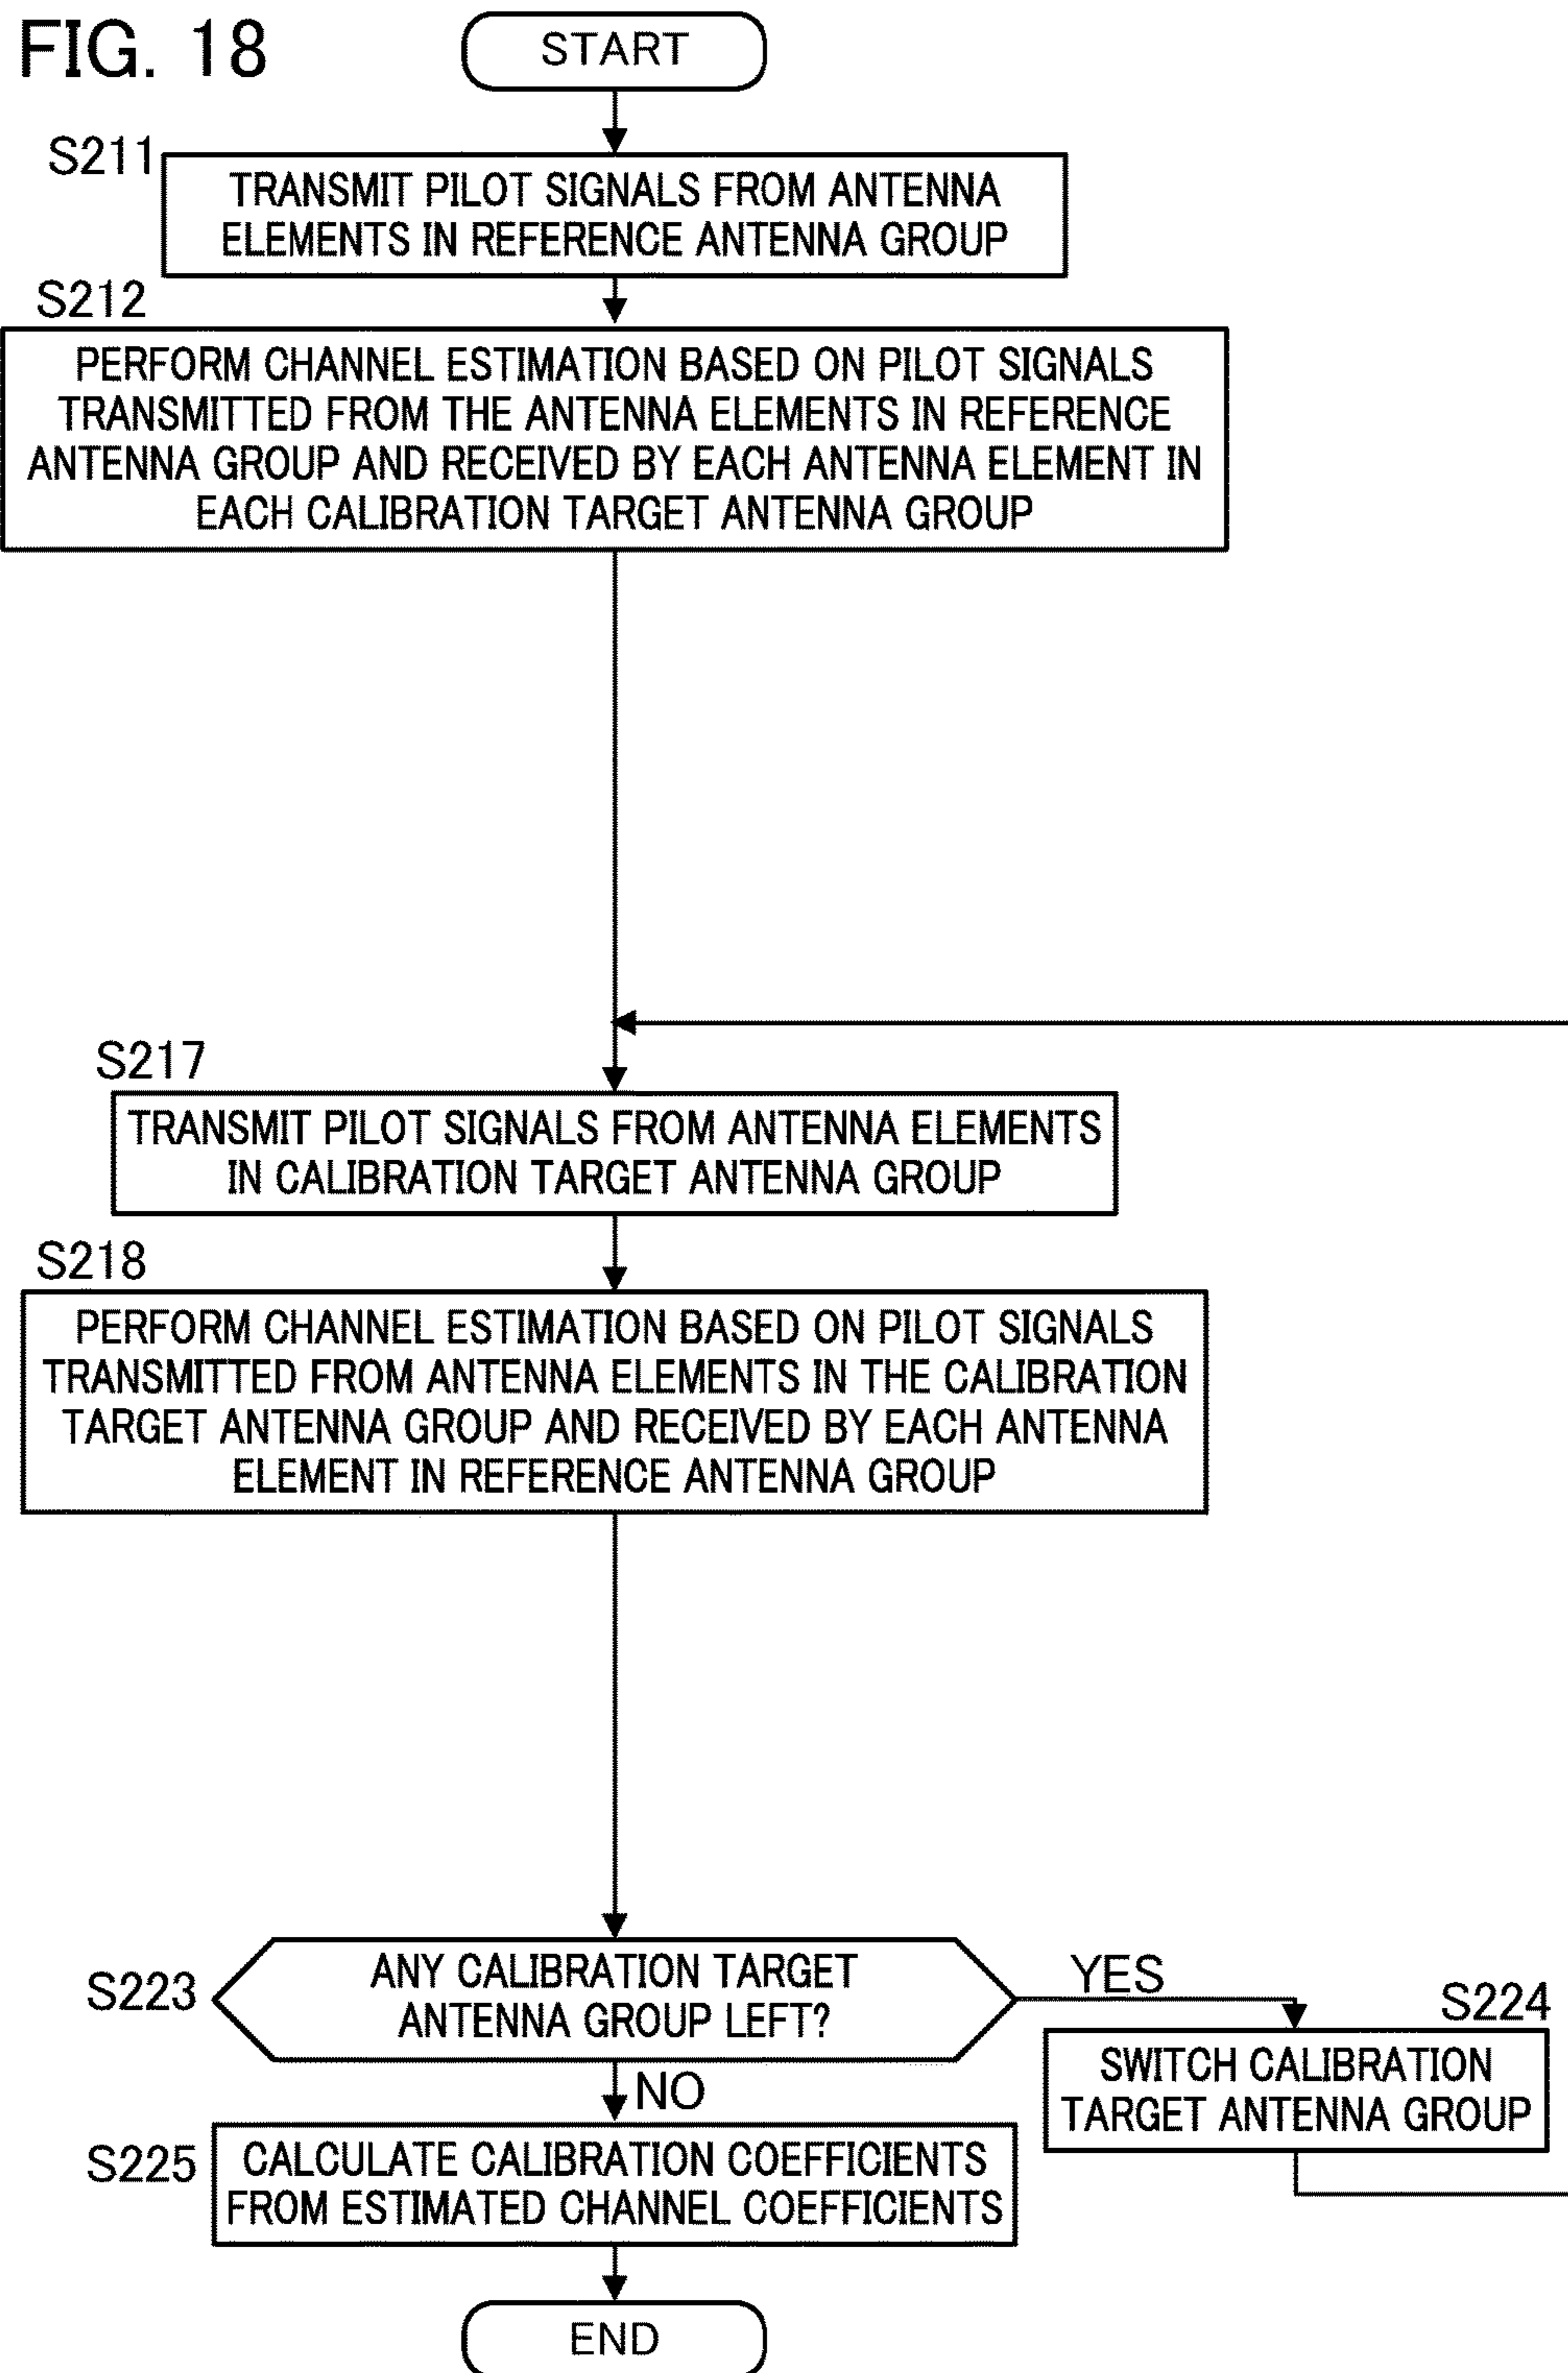 FIG. 18
START
S211
TRANSMIT PILOT SIGNALS FROM ANTENNA
ELEMENTS IN REFERENCE ANTENNA GROUP
S212
PERFORM CHANNEL ESTIMATION BASED ON PILOT SIGNALS
TRANSMITTED FROM THE ANTENNA ELEMENTS IN REFERENCE
ANTENNA GROUP AND RECEIVED BY EACH ANTENNA ELEMENT IN
EACH CALIBRATION TARGET ANTENNA GROUP
S217
TRANSMIT PILOT SIGNALS FROM ANTENNA ELEMENTS
IN CALIBRATION TARGET ANTENNA GROUP
S218
PERFORM CHANNEL ESTIMATION BASED ON PILOT SIGNALS
TRANSMITTED FROM ANTENNA ELEMENTS IN THE CALIBRATION
TARGET ANTENNA GROUP AND RECEIVED BY EACH ANTENNA
ELEMENT IN REFERENCE ANTENNA GROUP
S223
ANY CALIBRATION TARGET
ANTENNA GROUP LEFT?
YES
S224
SWITCH CALIBRATION
TARGET ANTENNA GROUP
NO
S225
CALCULATE CALIBRATION COEFFICIENTS
FROM ESTIMATED CHANNEL COEFFICIENTS
END